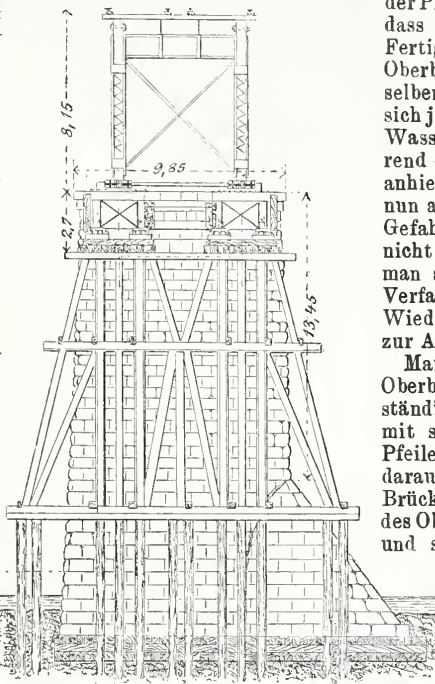 8,15
9,85
2,7
13,45
der P
dass
Fertig
Oberb
selber
sich j
Wass
rend
anhie
nun a
Gefah
nicht
man s
Verfa
Wied
zur A
Ma
Oberb
ständ
mit s
Pfeile
darau
Brück
des Ol
und s